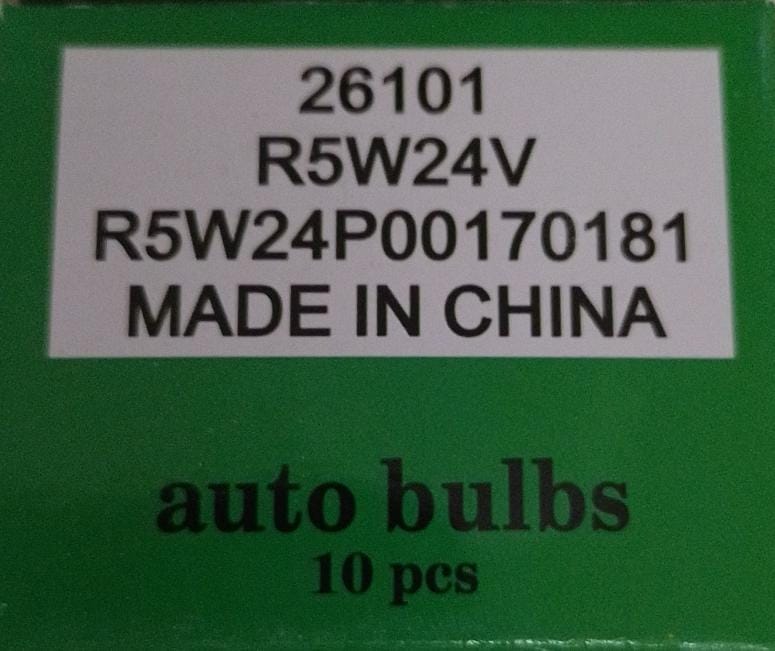 26101
R5W24V
R5W24P00170181
MADE IN CHINA
auto bulbs
10 pcs